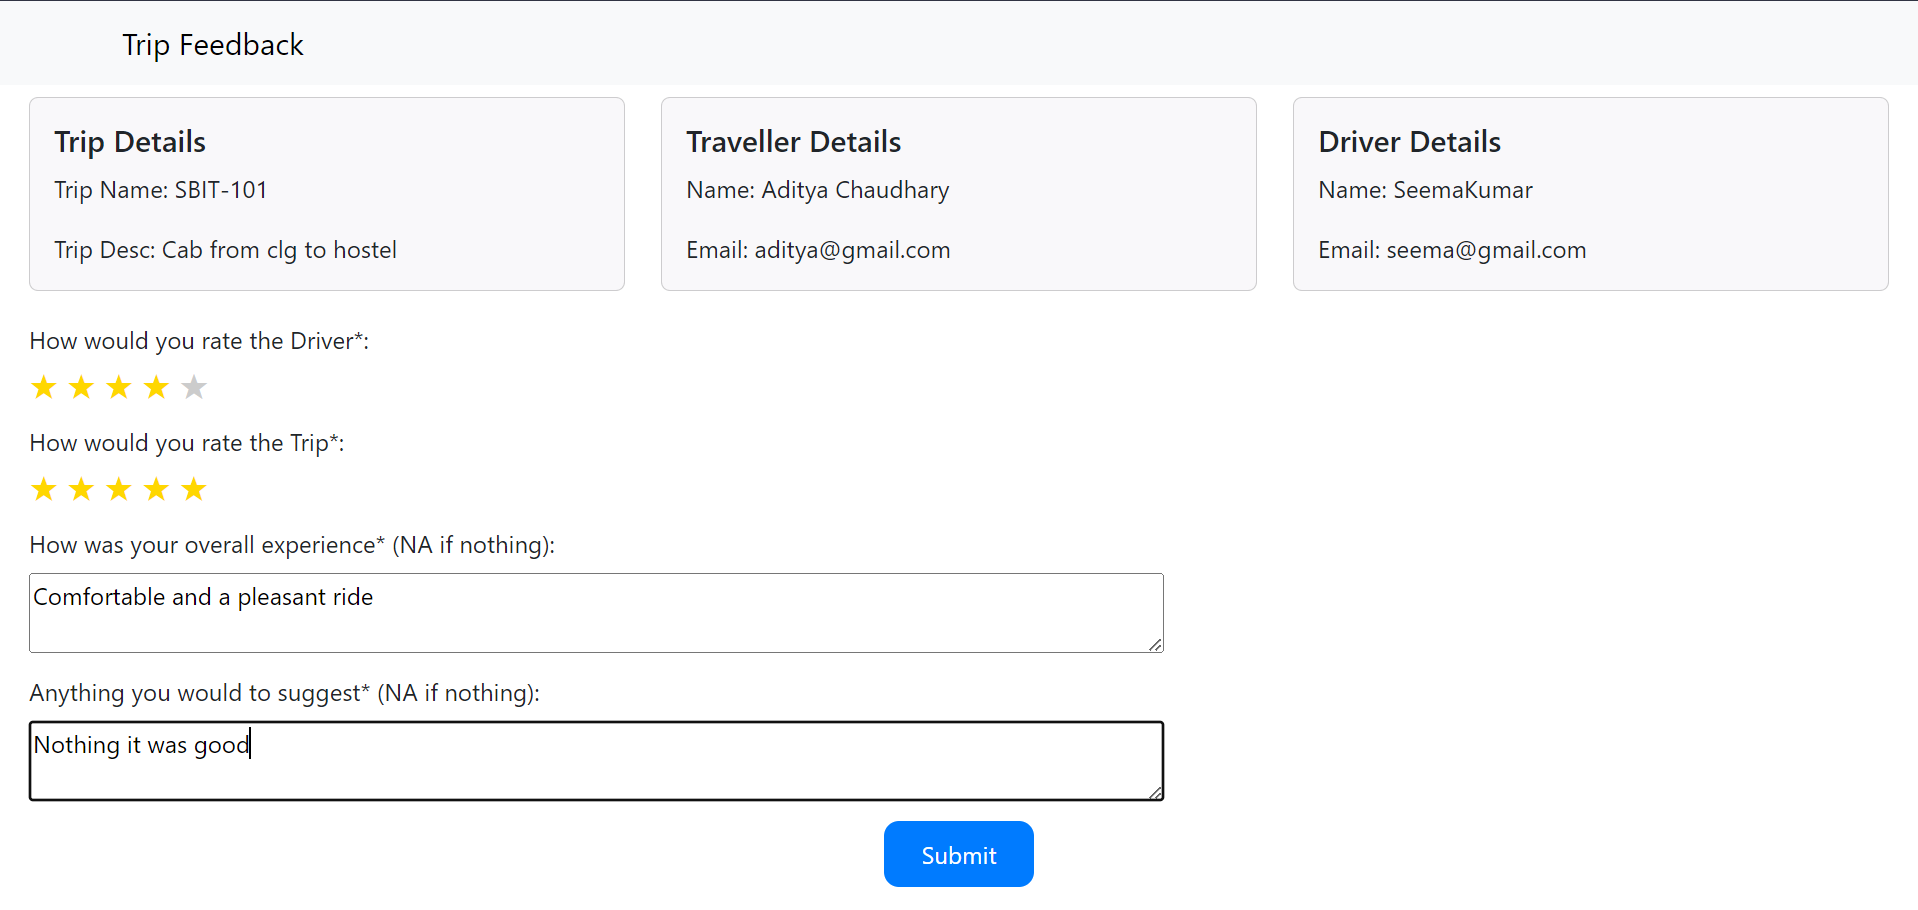 Trip Feedback
Trip Details
Trip Name: SBIT-101
Trip Desc: Cab from clg to hostel
Traveller Details
Name: Aditya Chaudhary
Email: aditya@gmail.com
Driver Details
Name: SeemaKumar
Email: seema@gmail.com
How would you rate the Driver*:
How would you rate the Trip*:
How was your overall experience* (NA if nothing):
Comfortable and a pleasant ride
Anything you would to suggest* (NA if nothing):
Nothing it was good
Submit